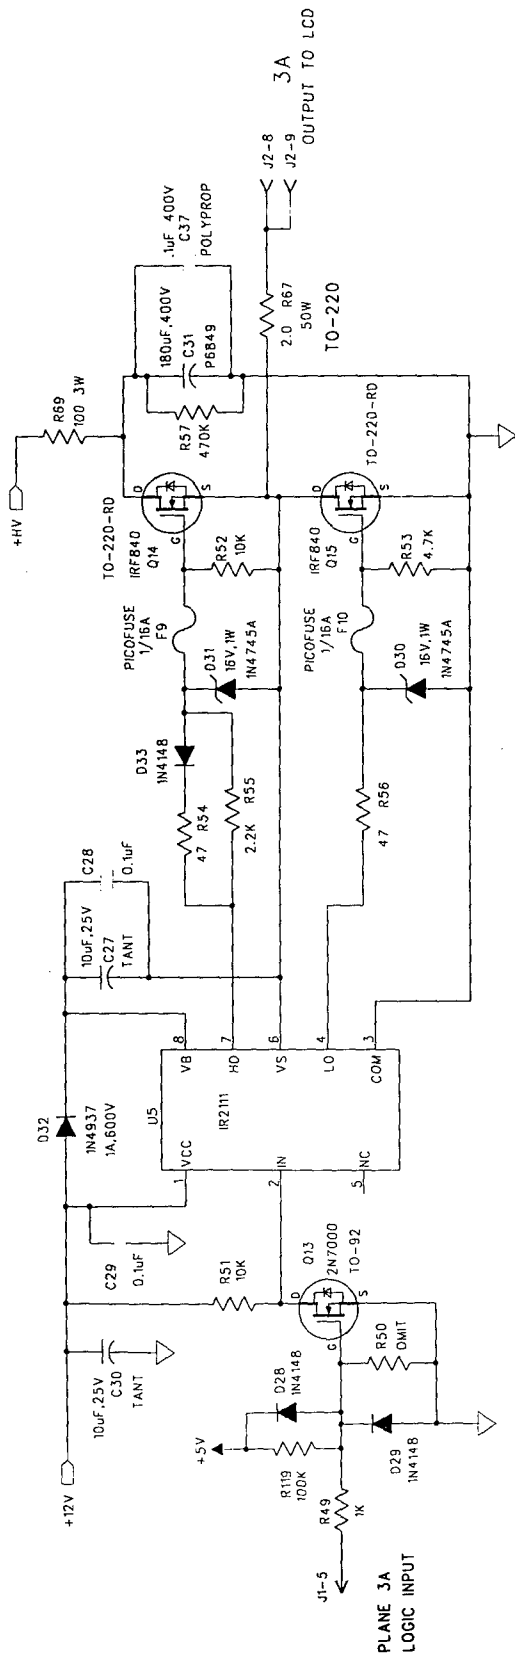 +12V
10uF,25V
C30
TANT
C29
0.1uF
D32
1N4937
1A,600V
10uF,25V
C27
TANT
C28
0.1uF
R51
10K
PLANE 3A
LOGIC INPUT
J1-5
R49
1K
R119
100K
+5V
D28
1N4148
D29
1N4148
R50
OMIT
Q13
2N7000
TO-92
D
G
S
U5
IR2111
1
VCC
2
IN
5
NC
VB
8
HO
7
VS
6
LO
4
COM
3
47
R54
D33
1N4148
R55
2.2K
PICOFUSE
1/16A
F9
D31
16V,1W
1N4745A
R52
10K
TO-220-RD
IRF840
Q14
D
G
S
+HV
R69
100 3W
R57
470K
180uF,400V
C31
P6849
.1uF 400V
C37
POLYPROP
R56
47
PICOFUSE
1/16A
F10
D30
16V,1W
1N4745A
R53
4.7K
IRF840
Q15
TO-220-RD
D
G
S
2.0 R67
50W
TO-220
J2-8
J2-9
3A
OUTPUT TO LCD